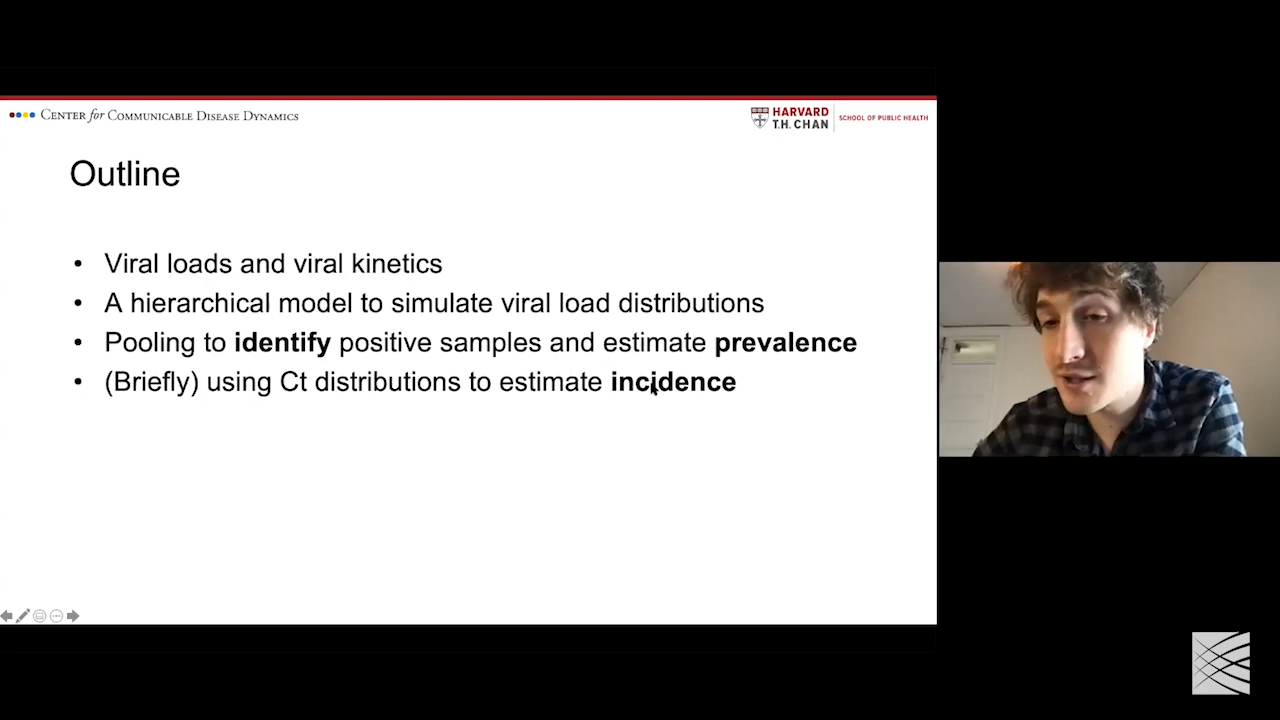 CENTER for COMMUNICABLE DISEASE DYNAMICS
HARVARD
T.H. CHAN
SCHOOL OF PUBLIC HEALTH
Outline
• Viral loads and viral kinetics
• A hierarchical model to simulate viral load distributions
• Pooling to identify positive samples and estimate prevalence
• (Briefly) using Ct distributions to estimate incidence